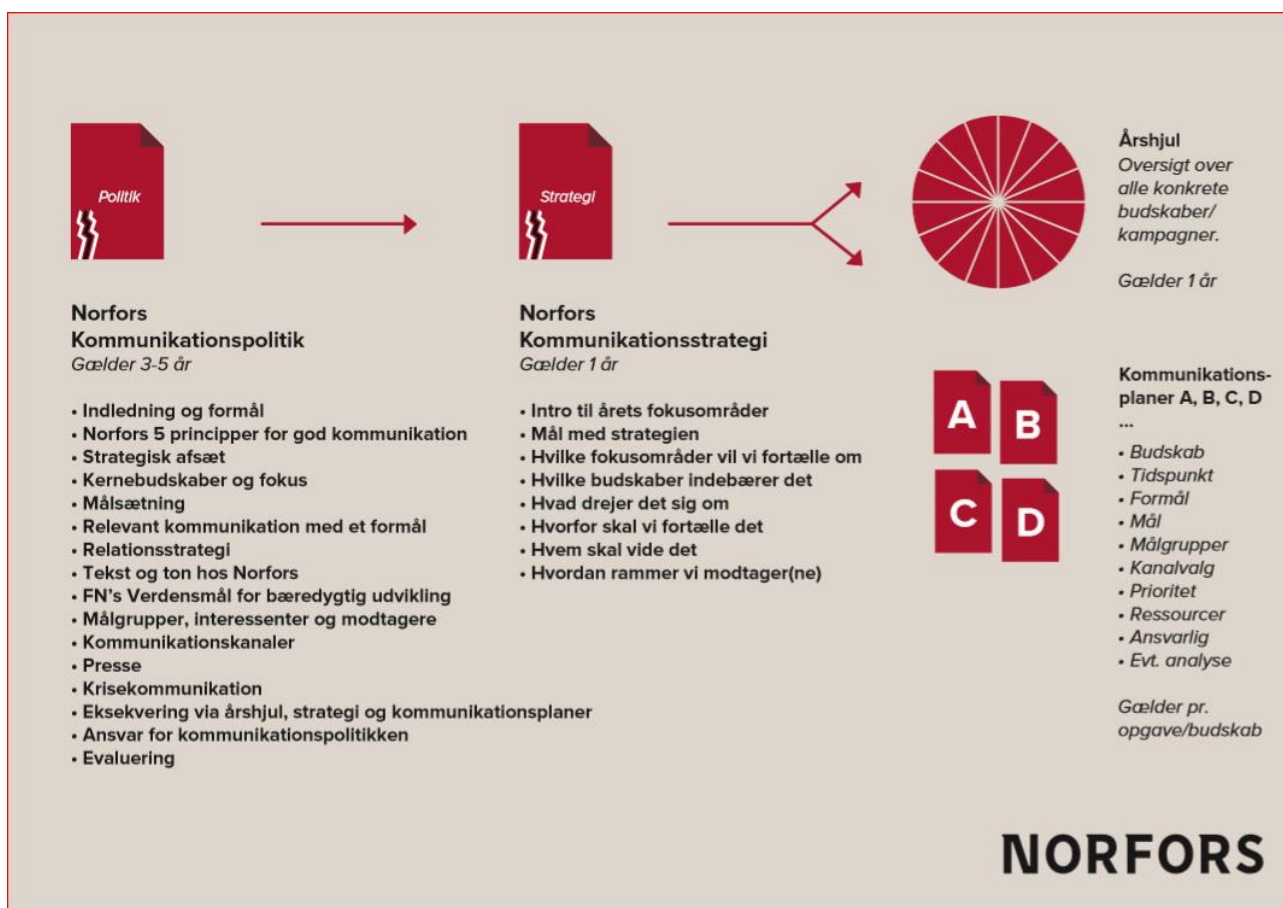 Politik
Norfors
Kommunikationspolitik
Gælder 3-5 år
• Indledning og formål
• Norfors 5 principper for god kommunikation
• Strategisk afsæt
• Kernebudskaber og fokus
• Målsætning
• Relevant kommunikation med et formål
• Relationsstrategi
• Tekst og ton hos Norfors
• FN's Verdensmål for bæredygtig udvikling
• Målgrupper, interessenter og modtagere
• Kommunikationskanaler
• Presse
• Krisekommunikation
• Eksekvering via årshjul, strategi og kommunikationsplaner
• Ansvar for kommunikationspolitikken
• Evaluering
Strategi
Norfors
Kommunikationsstrategi
Gælder 1 år
• Intro til årets fokusområder
• Mål med strategien
• Hvilke fokusområder vil vi fortælle om
• Hvilke budskaber indebærer det
• Hvad drejer det sig om
• Hvorfor skal vi fortælle det
• Hvem skal vide det
• Hvordan rammer vi modtager(ne)
Årshjul
Oversigt over
alle konkrete
budskaber/
kampagner.
Gælder 1 år
A
B
C
D
Kommunikations-
planer A, B, C, D
...
• Budskab
• Tidspunkt
• Formål
• Mål
• Målgrupper
• Kanalvalg
• Prioritet
• Ressourcer
• Ansvarlig
• Evt. analyse
Gælder pr.
opgave/budskab
NORFORS